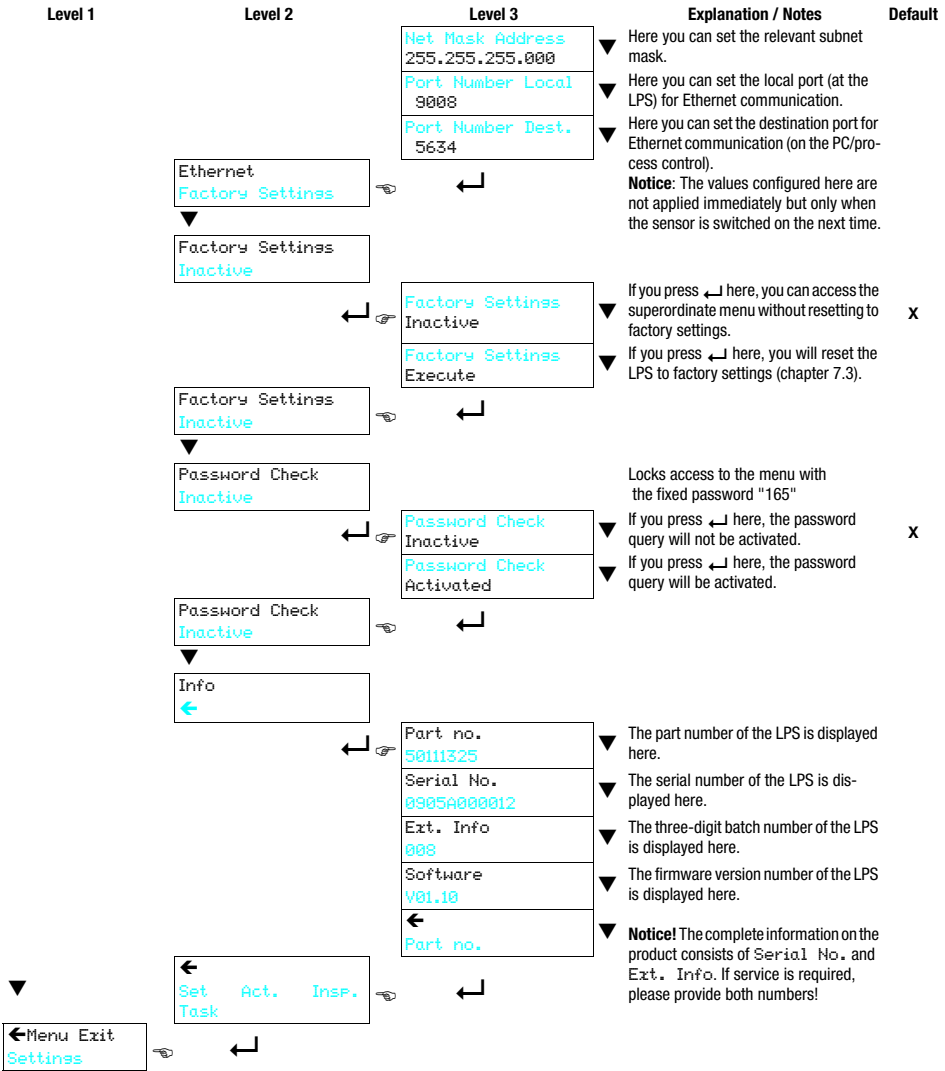 Level 1 Level 2 Level 3 Explanation / Notes Default
Net Mask Address
255.255.255.000
Here you can set the relevant subnet
mask.
Port Number Local
9008
Here you can set the local port (at the
LPS) for Ethernet communication.
Port Number Dest.
5634
Here you can set the destination port for
Ethernet communication (on the PC/pro-
cess control).
Notice: The values configured here are
not applied immediately but only when
the sensor is switched on the next time.
Ethernet
Factory Settings
Factory Settings
Inactive
Factory Settings
Inactive
If you press ↵ here, you can access the
superordinate menu without resetting to
factory settings.
X
Factory Settings
Execute
If you press ↵ here, you will reset the
LPS to factory settings (chapter 7.3).
Factory Settings
Inactive
Password Check
Inactive
Locks access to the menu with
the fixed password "165"
Password Check
Inactive
If you press ↵ here, the password
query will not be activated.
X
Password Check
Activated
If you press ↵ here, the password
query will be activated.
Password Check
Inactive
Info
←
Part no.
50111325
The part number of the LPS is displayed
here.
Serial No.
0905A000012
The serial number of the LPS is dis-
played here.
Ext. Info
008
The three-digit batch number of the LPS
is displayed here.
Software
V01.10
The firmware version number of the LPS
is displayed here.
←
Part no.
Notice! The complete information on the
product consists of Serial No. and
Ext. Info. If service is required,
please provide both numbers!
←
Set Act. Insp.
Task
←Menu Exit
Settings